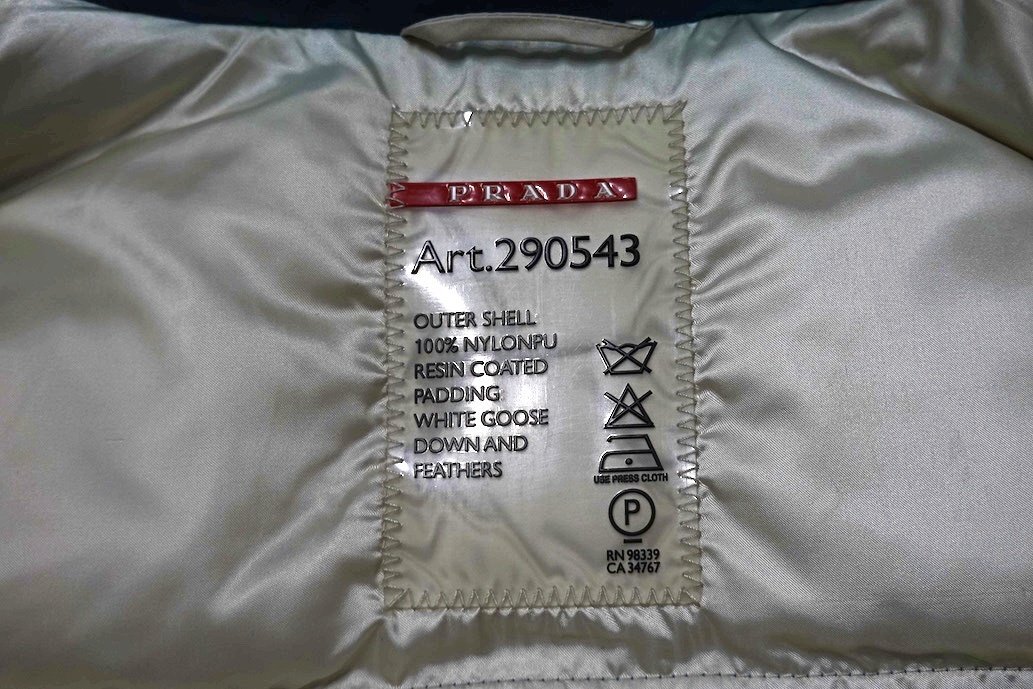 PRADA
Art.290543
OUTER SHELL
100% NYLONPU
RESIN COATED
PADDING
WHITE GOOSE
DOWN AND
FEATHERS
USE PRESS CLOTH
P
RN 98339
CA 34767